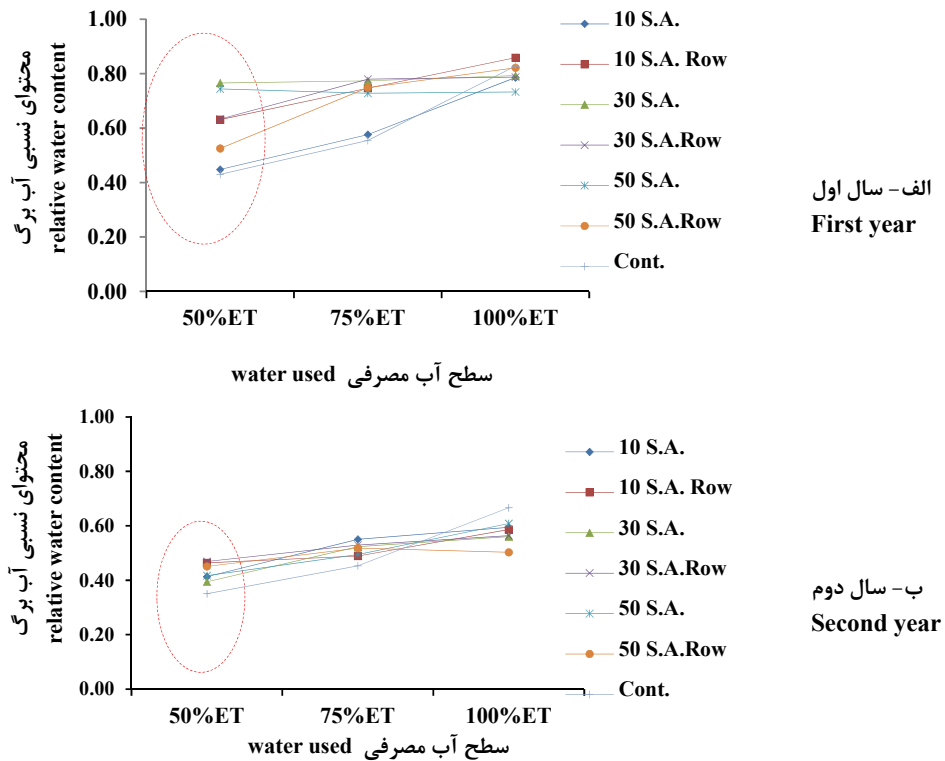 محتوای نسبی آب برگ
relative water content
1.00
0.80
0.60
0.40
0.20
0.00
50%ET 75%ET 100%ET
سطح آب مصرفی water used
10 S.A.
10 S.A. Row
30 S.A.
30 S.A.Row
50 S.A.
50 S.A.Row
Cont.
الف- سال اول
First year
محتوای نسبی آب برگ
relative water content
1.00
0.80
0.60
0.40
0.20
0.00
50%ET 75%ET 100%ET
سطح آب مصرفی water used
10 S.A.
10 S.A. Row
30 S.A.
30 S.A.Row
50 S.A.
50 S.A.Row
Cont.
ب- سال دوم
Second year